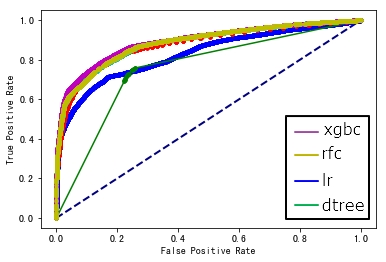 1.0
0.8
0.6
0.4
0.2
0.0
True Positive Rate
xgbc
rfc
lr
dtree
0.0 0.2 0.4 0.6 0.8 1.0
False Positive Rate